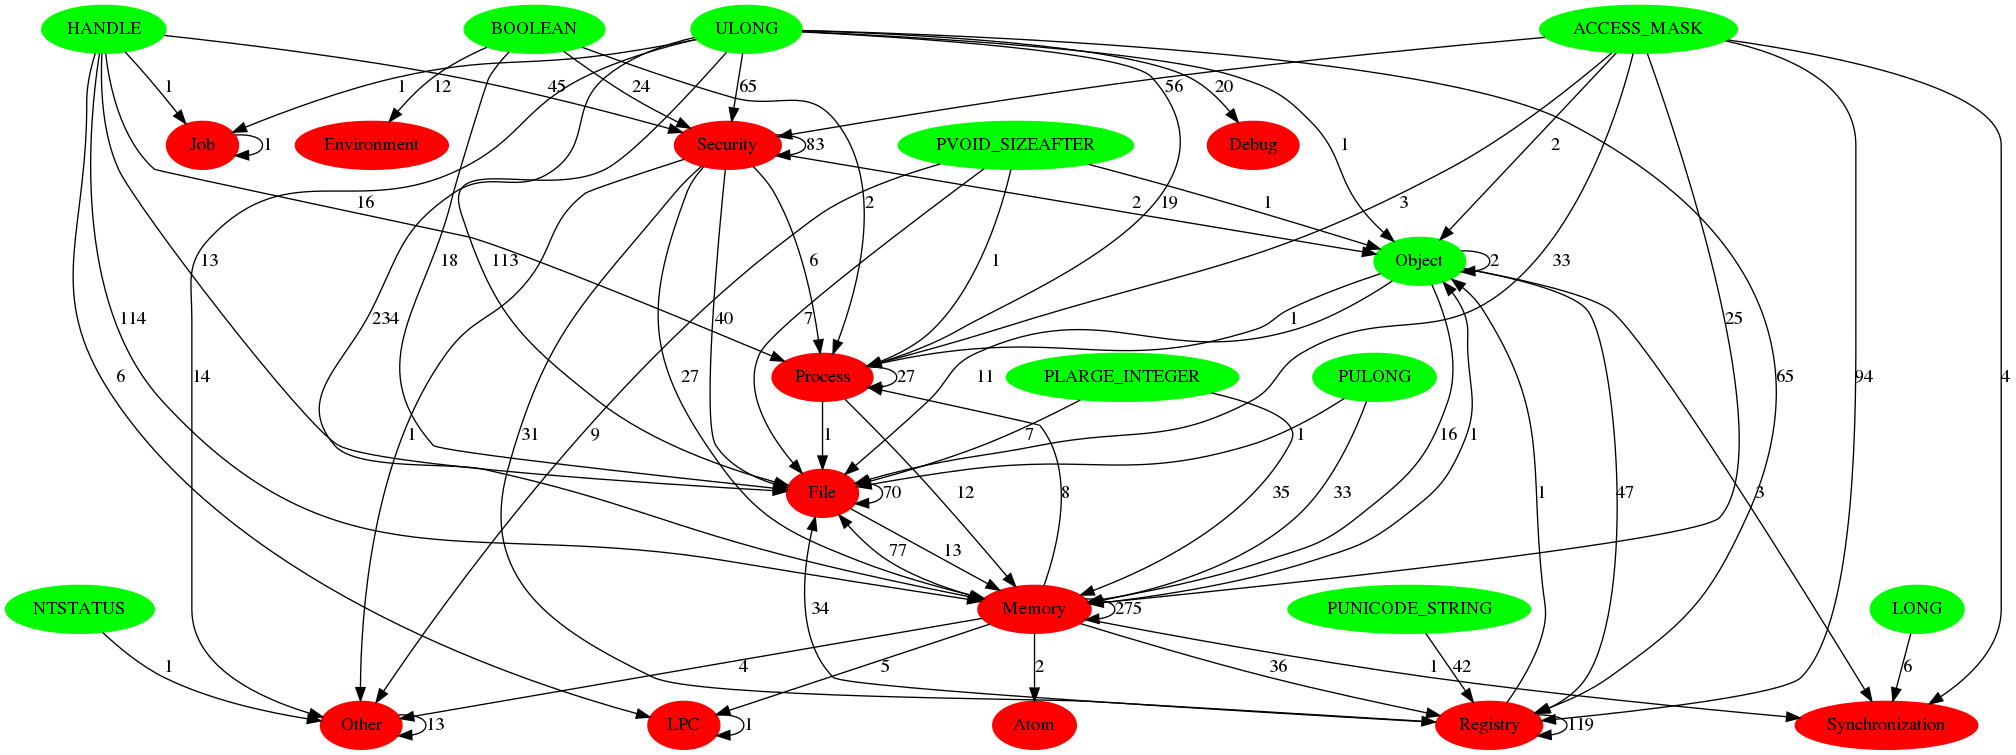 HANDLE BOOLEAN ULONG ACCESS_MASK
1 12 45 24 1 65 56 20
Job Environment Security PVOID_SIZEAFTER Debug
1 83 1 2
16 2 2 19 1 3
13 18 113 6 1 Object 2 33
114 234 40 7 1 25
6 14 27 Process 27 11 PLARGE_INTEGER PULONG 65 94 4
1 31 9 1 7 1 16 1
File 70 12 8 35 33 1 47 3
77 13
NTSTATUS 34 Memory 275 PUNICODE_STRING LONG
1 4 5 2 36 1 42 6
Other 13 LPC 1 Atom Registry 119 Synchronization